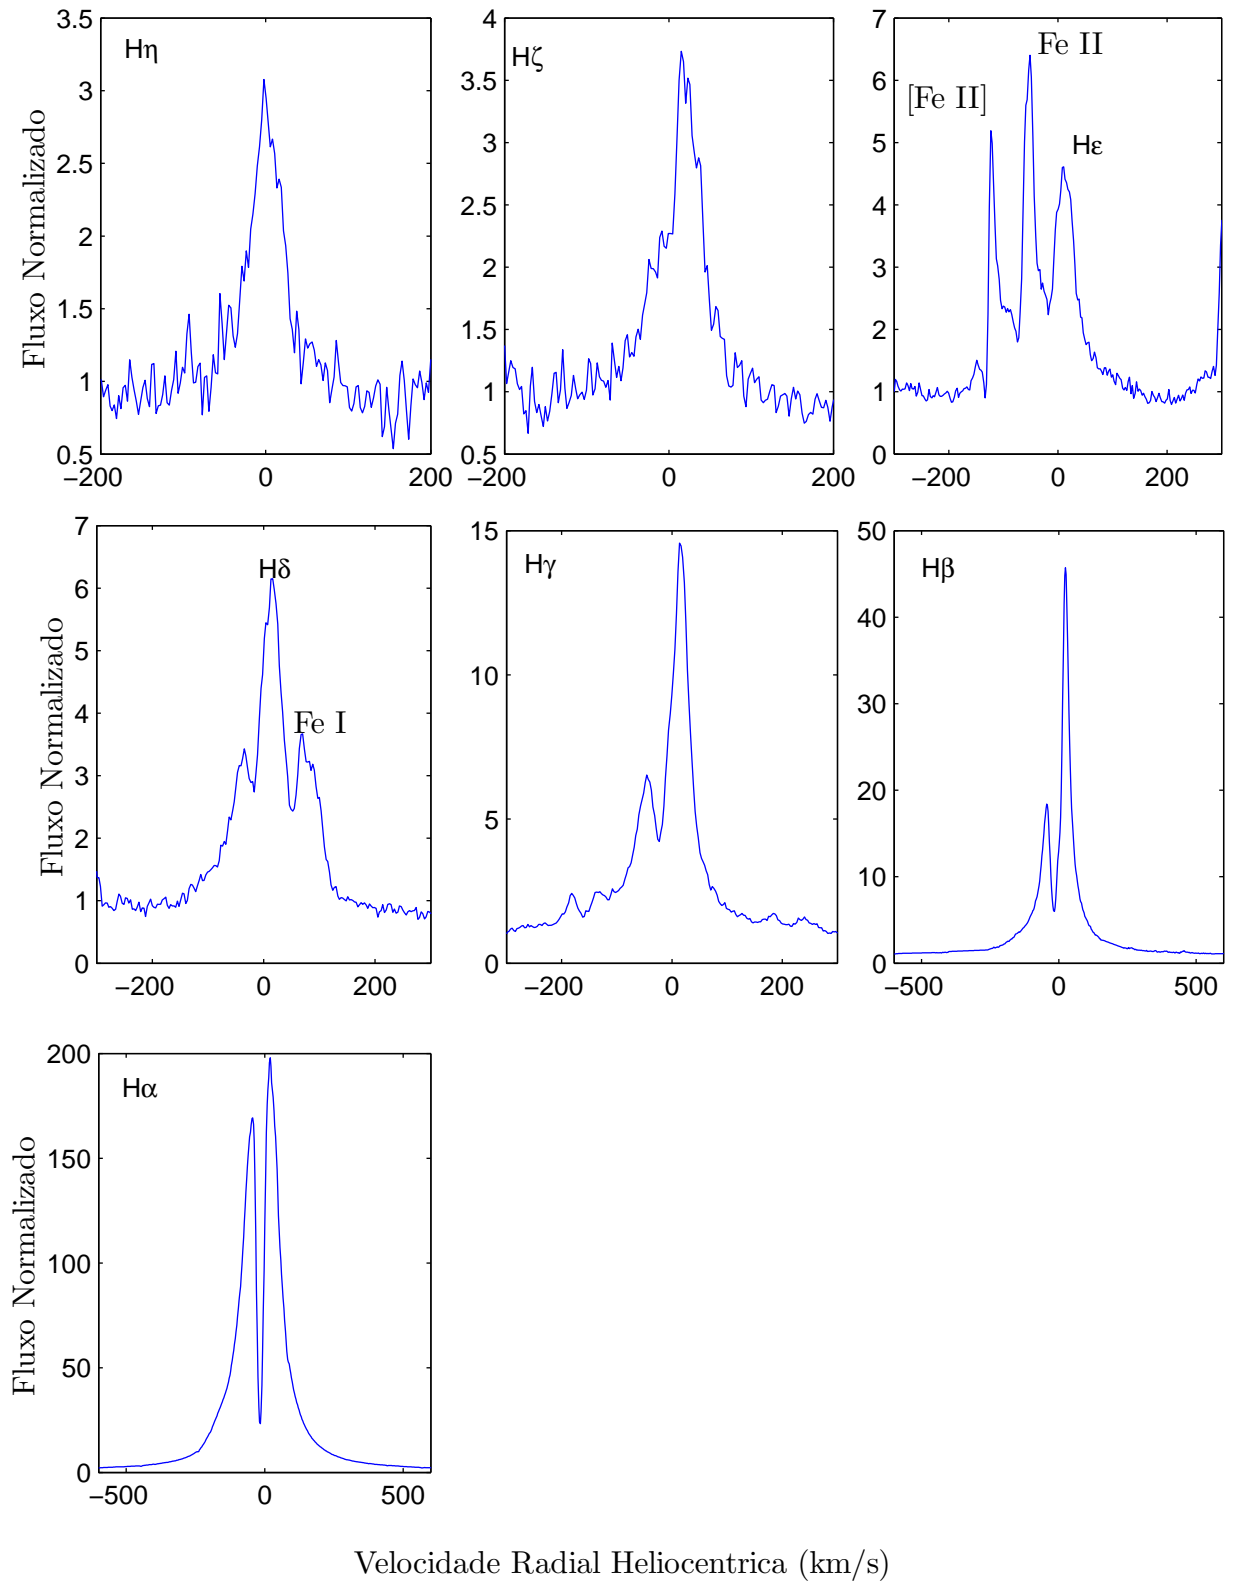 Hη
3.5
3
2.5
2
1.5
1
0.5
−200 0 200
Fluxo Normalizado
Hζ
4
3.5
3
2.5
2
1.5
1
0.5
−200 0 200
Fe II
[Fe II]
Hε
7
6
5
4
3
2
1
0
−200 0 200
Hδ
Fe I
7
6
5
4
3
2
1
0
−200 0 200
Fluxo Normalizado
Hγ
15
10
5
0
−200 0 200
Hβ
50
40
30
20
10
0
−500 0 500
Hα
200
150
100
50
0
−500 0 500
Fluxo Normalizado
Velocidade Radial Heliocentrica (km/s)